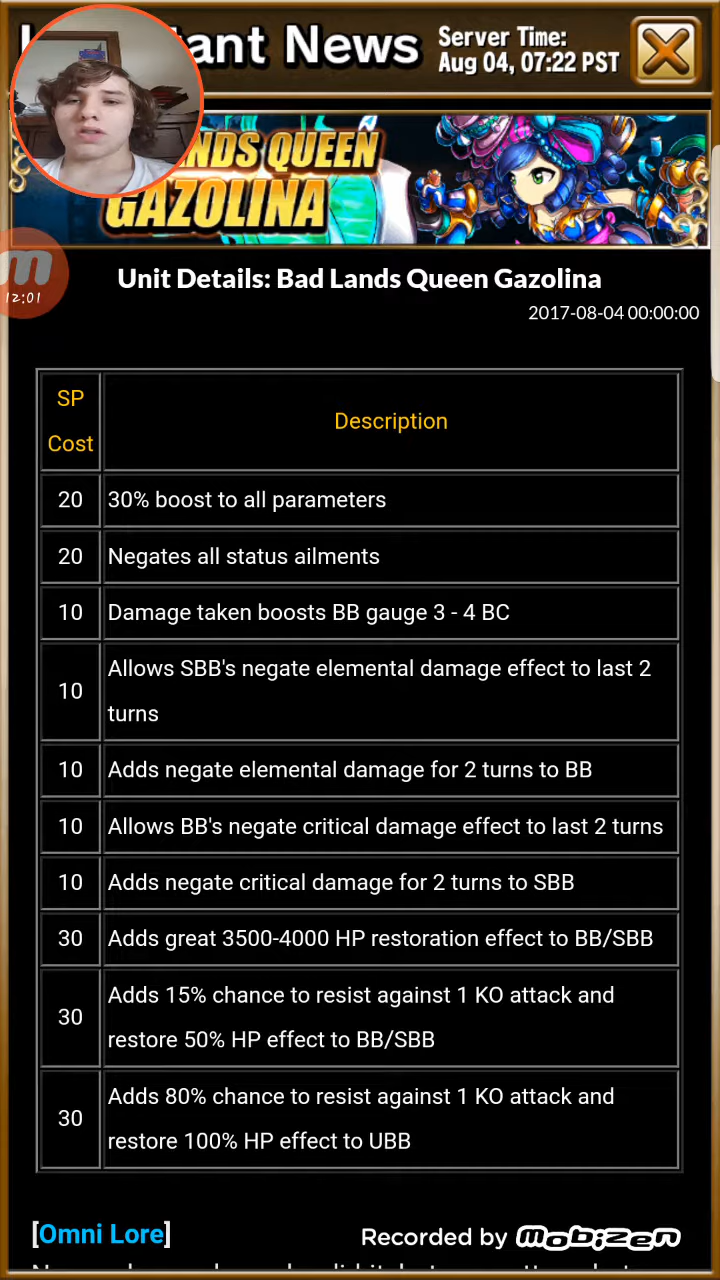 tant News
Server Time:
Aug 04, 07:22 PST
NDS QUEEN
GAZOLINA
12:01
Unit Details: Bad Lands Queen Gazolina
2017-08-04 00:00:00
SP
Cost
Description
20
30% boost to all parameters
20
Negates all status ailments
10
Damage taken boosts BB gauge 3 - 4 BC
10
Allows SBB's negate elemental damage effect to last 2
turns
10
Adds negate elemental damage for 2 turns to BB
10
Allows BB's negate critical damage effect to last 2 turns
10
Adds negate critical damage for 2 turns to SBB
30
Adds great 3500-4000 HP restoration effect to BB/SBB
30
Adds 15% chance to resist against 1 KO attack and
restore 50% HP effect to BB/SBB
30
Adds 80% chance to resist against 1 KO attack and
restore 100% HP effect to UBB
[Omni Lore]
Recorded by mobizen